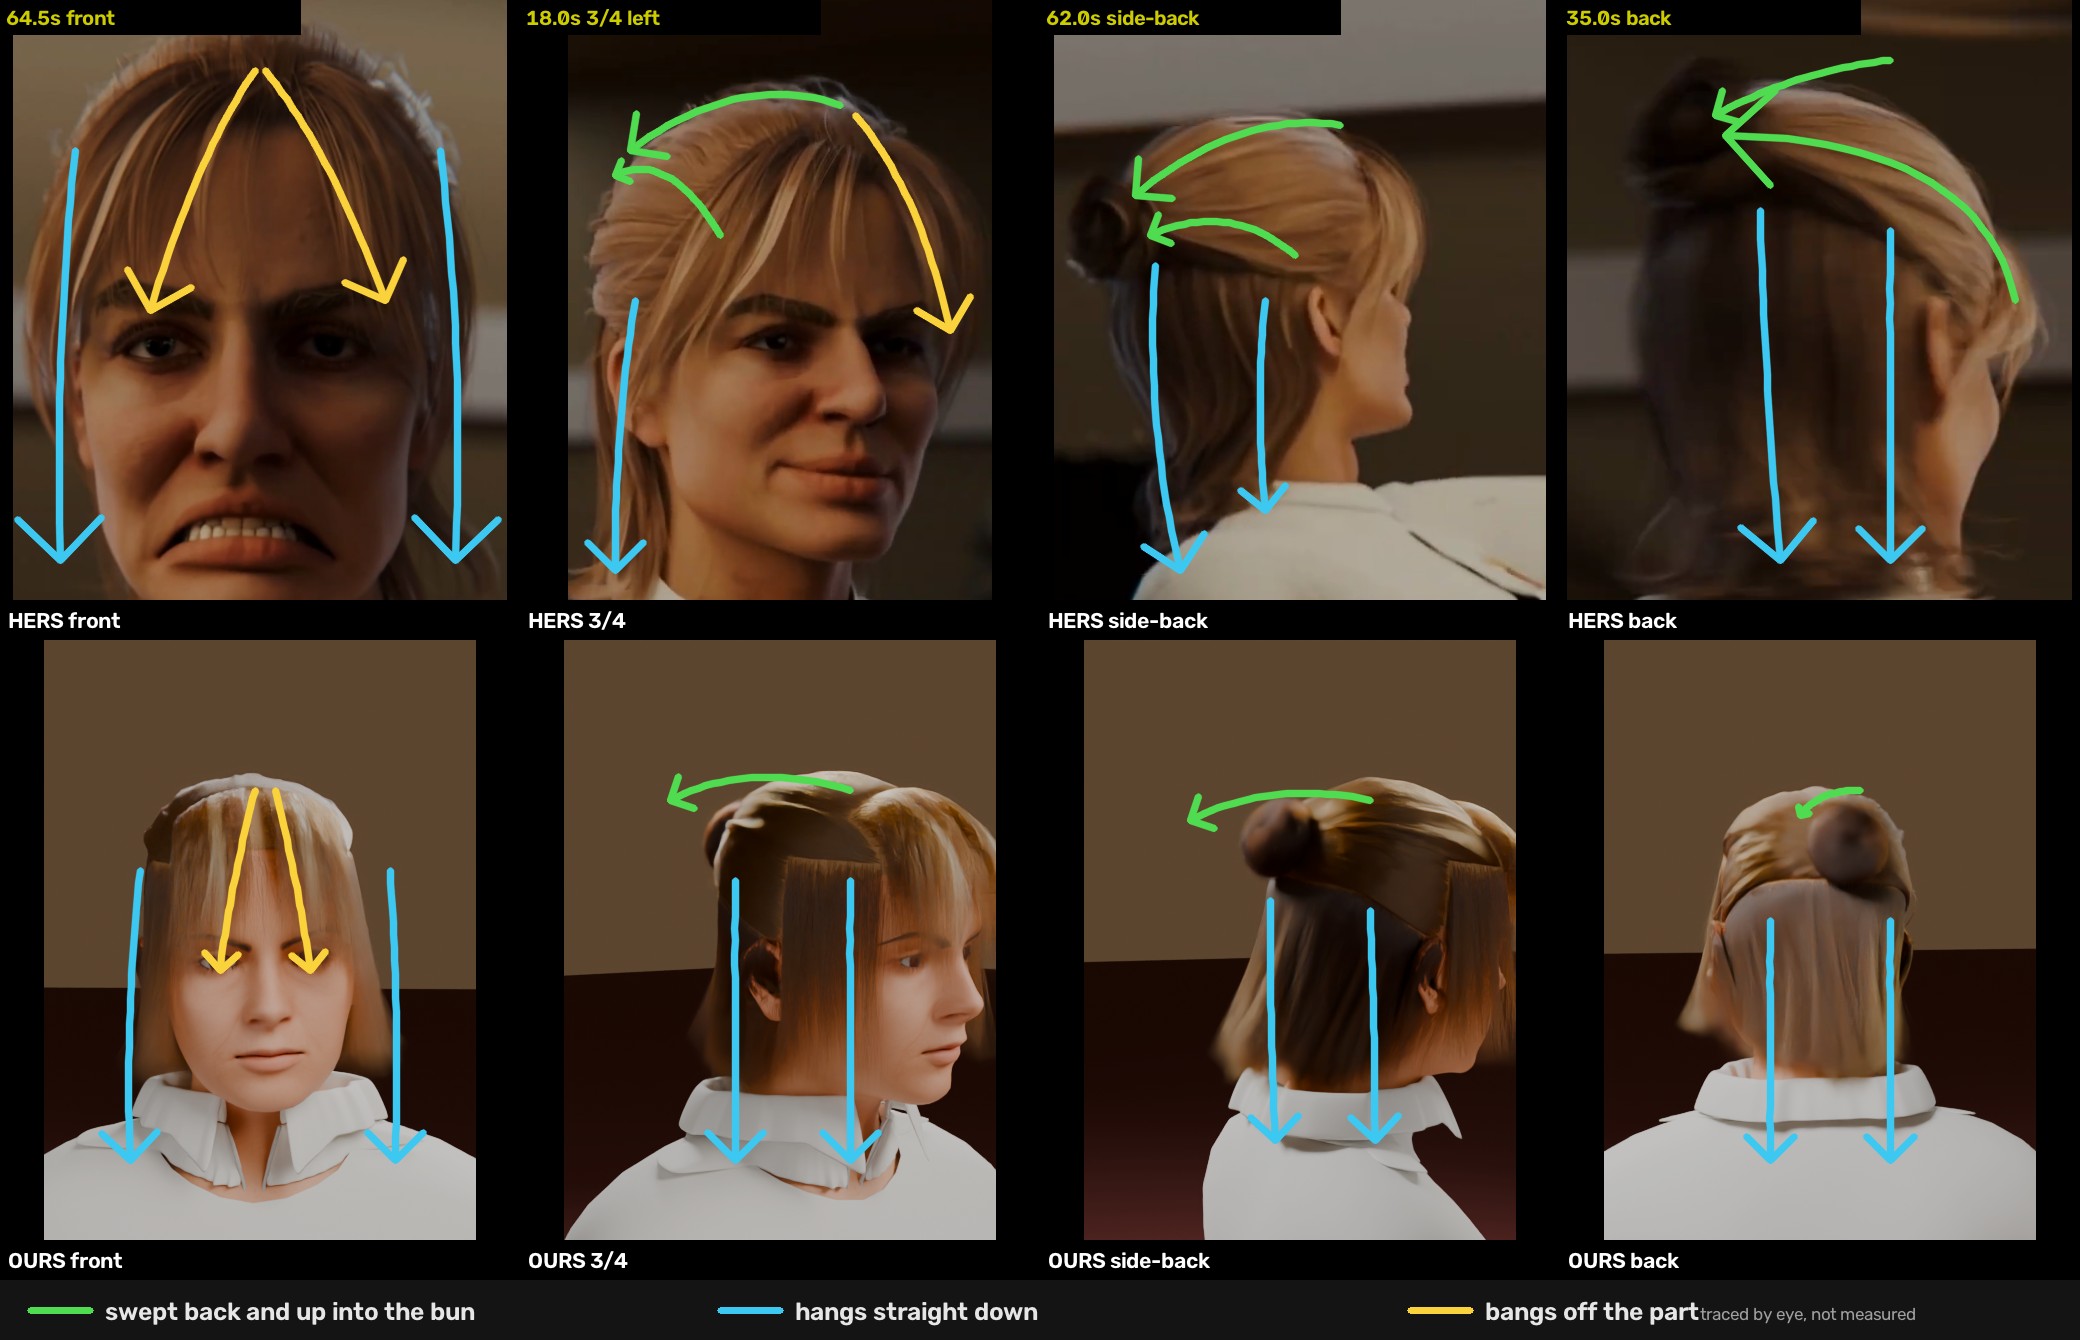 64.5s front
18.0s 3/4 left
62.0s side-back
35.0s back
HERS front
HERS 3/4
HERS side-back
HERS back
OURS front
OURS 3/4
OURS side-back
OURS back
swept back and up into the bun
hangs straight down
bangs off the part
traced by eye, not measured